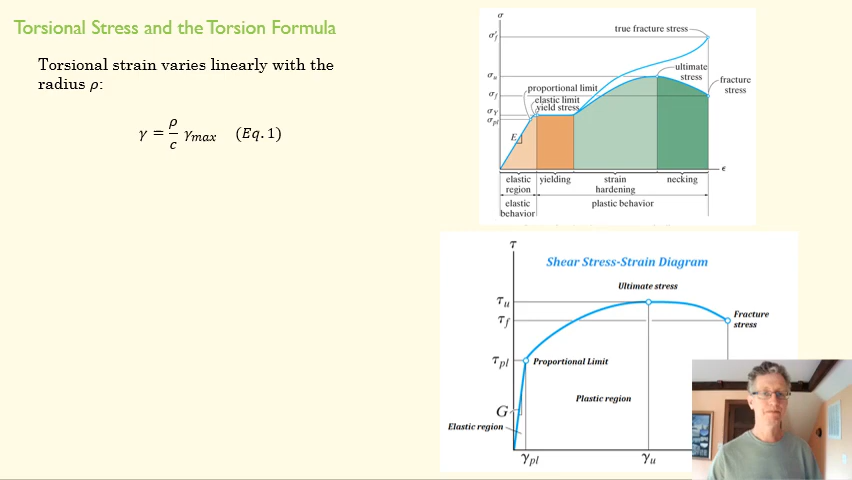 Torsional Stress and the Torsion Formula
Torsional strain varies linearly with the
radius ρ:
γ = ρ/c γmax (Eq. 1)
σ
true fracture stress
σ′f
ultimate
stress
σu
fracture
stress
proportional limit
σf
elastic limit
yield stress
σY
σpl
E
ϵ
elastic
region
yielding
strain
hardening
necking
elastic
behavior
plastic behavior
τ
Shear Stress-Strain Diagram
Ultimate stress
τu
τf
Fracture
stress
τpl
Proportional Limit
Plastic region
G
Elastic region
γpl
γu